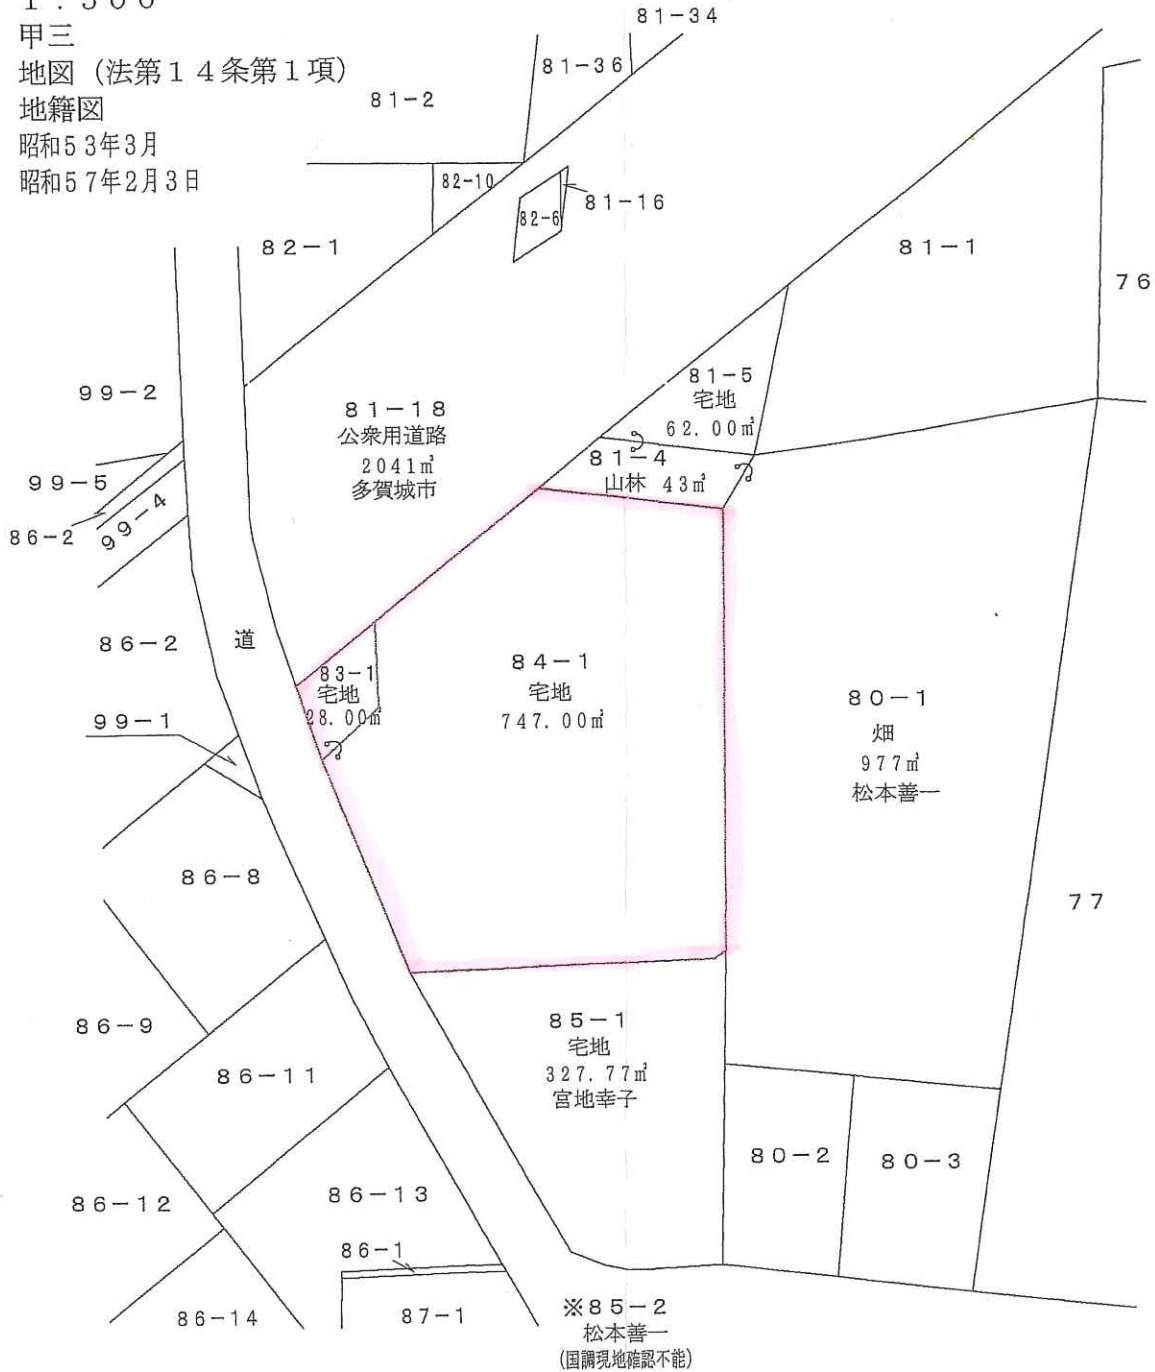 １：５００
甲三
地図（法第１４条第１項）
地籍図
昭和53年3月
昭和57年2月3日
81-34
81-36
81-2
82-10
81-16
82-6
82-1
81-1
76
99-2
81-5
宅地
62.00㎡
81-18
公衆用道路
2041㎡
多賀城市
81-4
山林 43㎡
99-5
86-2
99-4
86-2
道
83-1
宅地
28.00㎡
84-1
宅地
747.00㎡
80-1
畑
977㎡
松本善一
99-1
86-8
77
86-9
86-11
85-1
宅地
327.77㎡
宮地幸子
80-2
80-3
86-12
86-13
86-1
86-14
87-1
※85-2
松本善一
(国調現地確認不能)